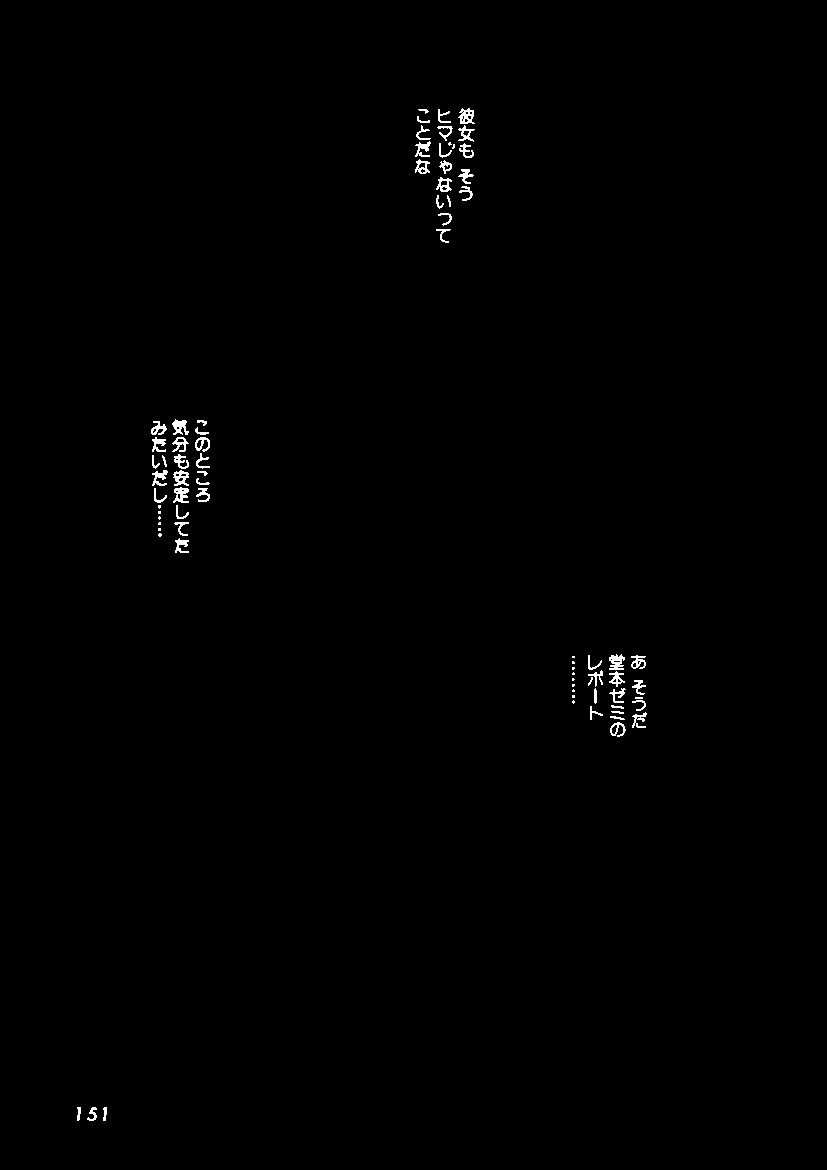 彼女も そう
ヒマじゃないって
ことだな
このところ
気分も安定してた
みたいだし……
あ そうだ
堂本ゼミの
レポート
………
151